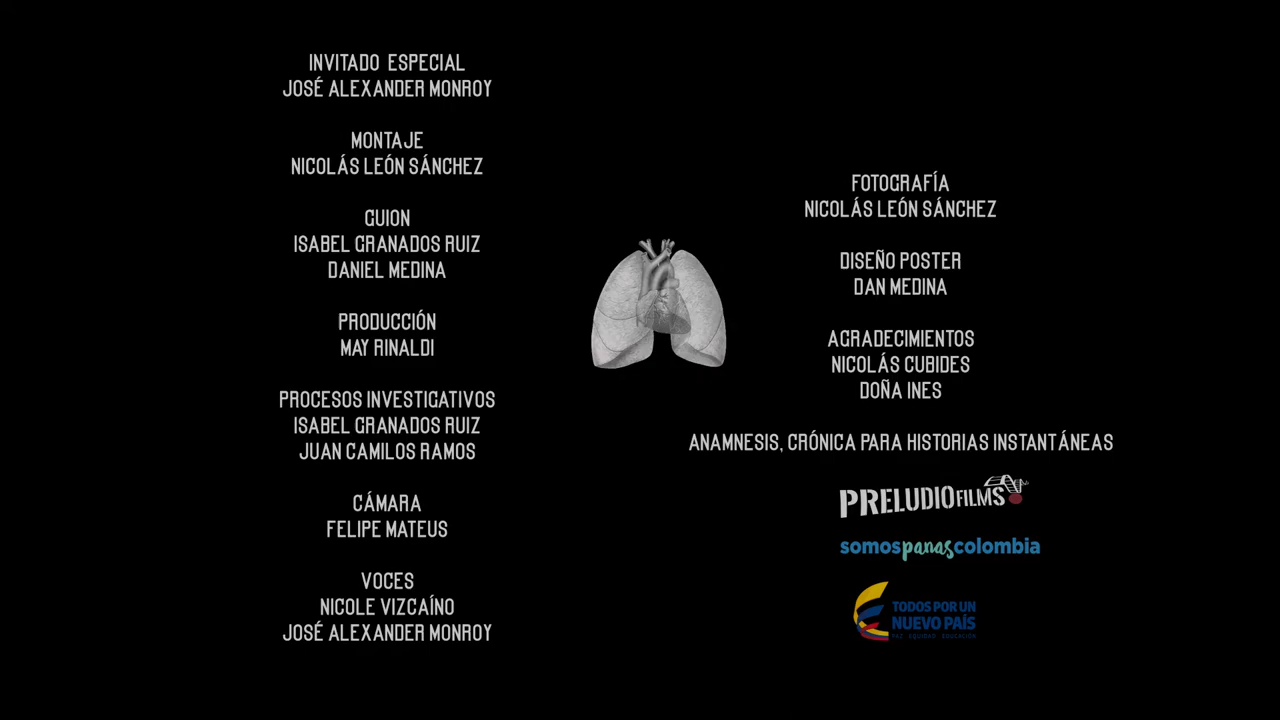 INVITADO ESPECIAL
JOSÉ ALEXANDER MONROY
MONTAJE
NICOLÁS LEÓN SÁNCHEZ
GUION
ISABEL GRANADOS RUIZ
DANIEL MEDINA
PRODUCCIÓN
MAY RINALDI
PROCESOS INVESTIGATIVOS
ISABEL GRANADOS RUIZ
JUAN CAMILOS RAMOS
CÁMARA
FELIPE MATEUS
VOCES
NICOLE VIZCAÍNO
JOSÉ ALEXANDER MONROY
FOTOGRAFÍA
NICOLÁS LEÓN SÁNCHEZ
DISEÑO POSTER
DAN MEDINA
AGRADECIMIENTOS
NICOLÁS CUBIDES
DOÑA INES
ANAMNESIS, CRÓNICA PARA HISTORIAS INSTANTÁNEAS
PRELUDIOFILMS
somospanascolombia
TODOS POR UN
NUEVO PAÍS
PAZ EQUIDAD EDUCACIÓN